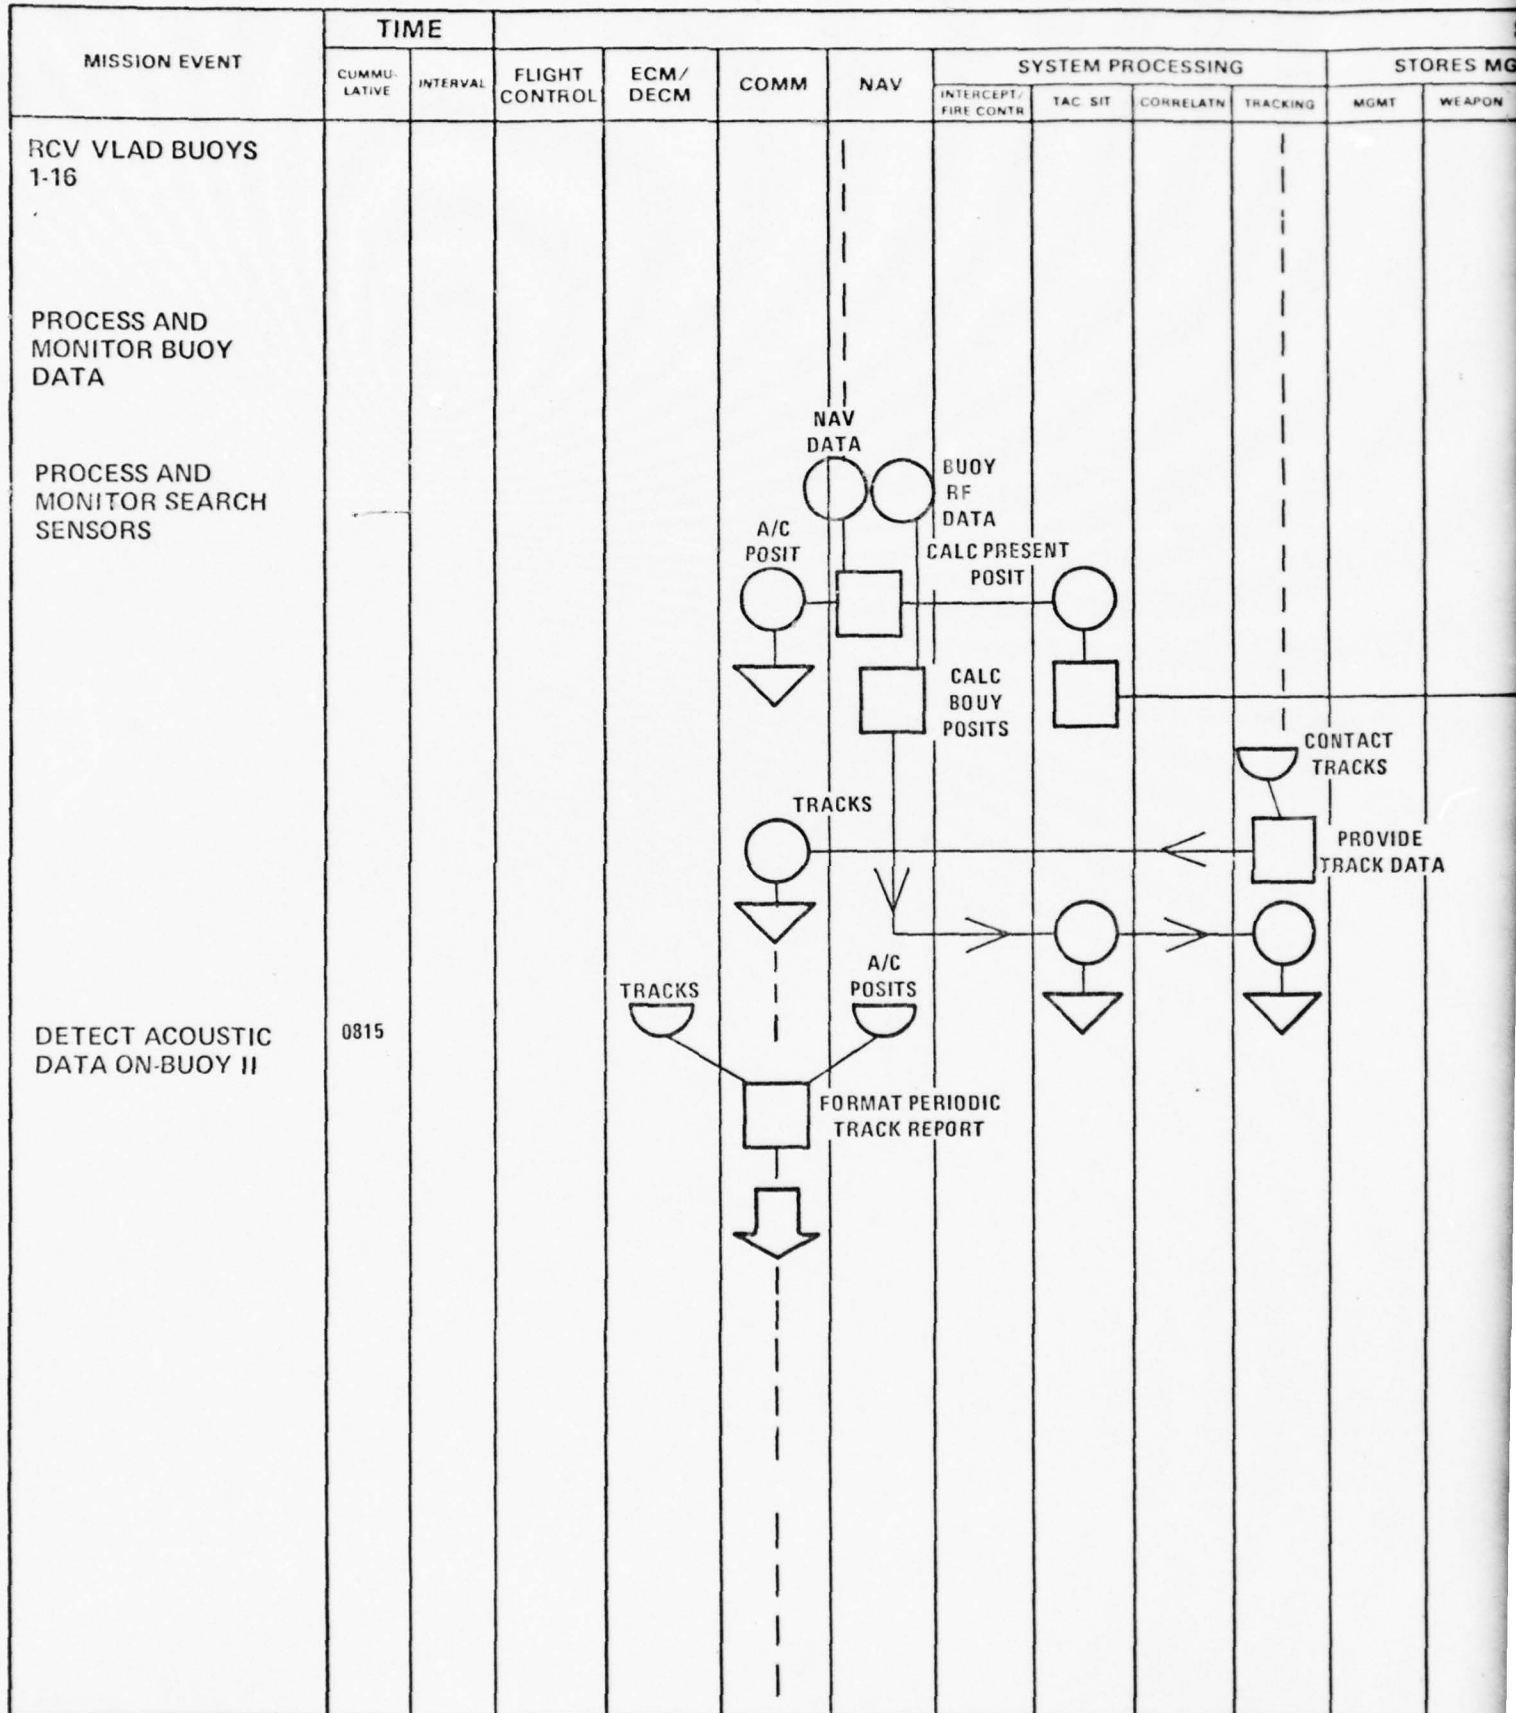 MISSION EVENT
TIME
CUMMU-
LATIVE
INTERVAL
FLIGHT
CONTROL
ECM/
DECM
COMM
NAV
SYSTEM PROCESSING
INTERCEPT/
FIRE CONTR
TAC SIT
CORRELATN
TRACKING
STORES MG
MGMT
WEAPON
RCV VLAD BUOYS
1-16
PROCESS AND
MONITOR BUOY
DATA
PROCESS AND
MONITOR SEARCH
SENSORS
NAV
DATA
BUOY
RF
DATA
A/C
POSIT
CALC PRESENT
POSIT
CALC
BOUY
POSITS
CONTACT
TRACKS
TRACKS
PROVIDE
TRACK DATA
TRACKS
A/C
POSITS
DETECT ACOUSTIC
DATA ON-BUOY II
0815
FORMAT PERIODIC
TRACK REPORT